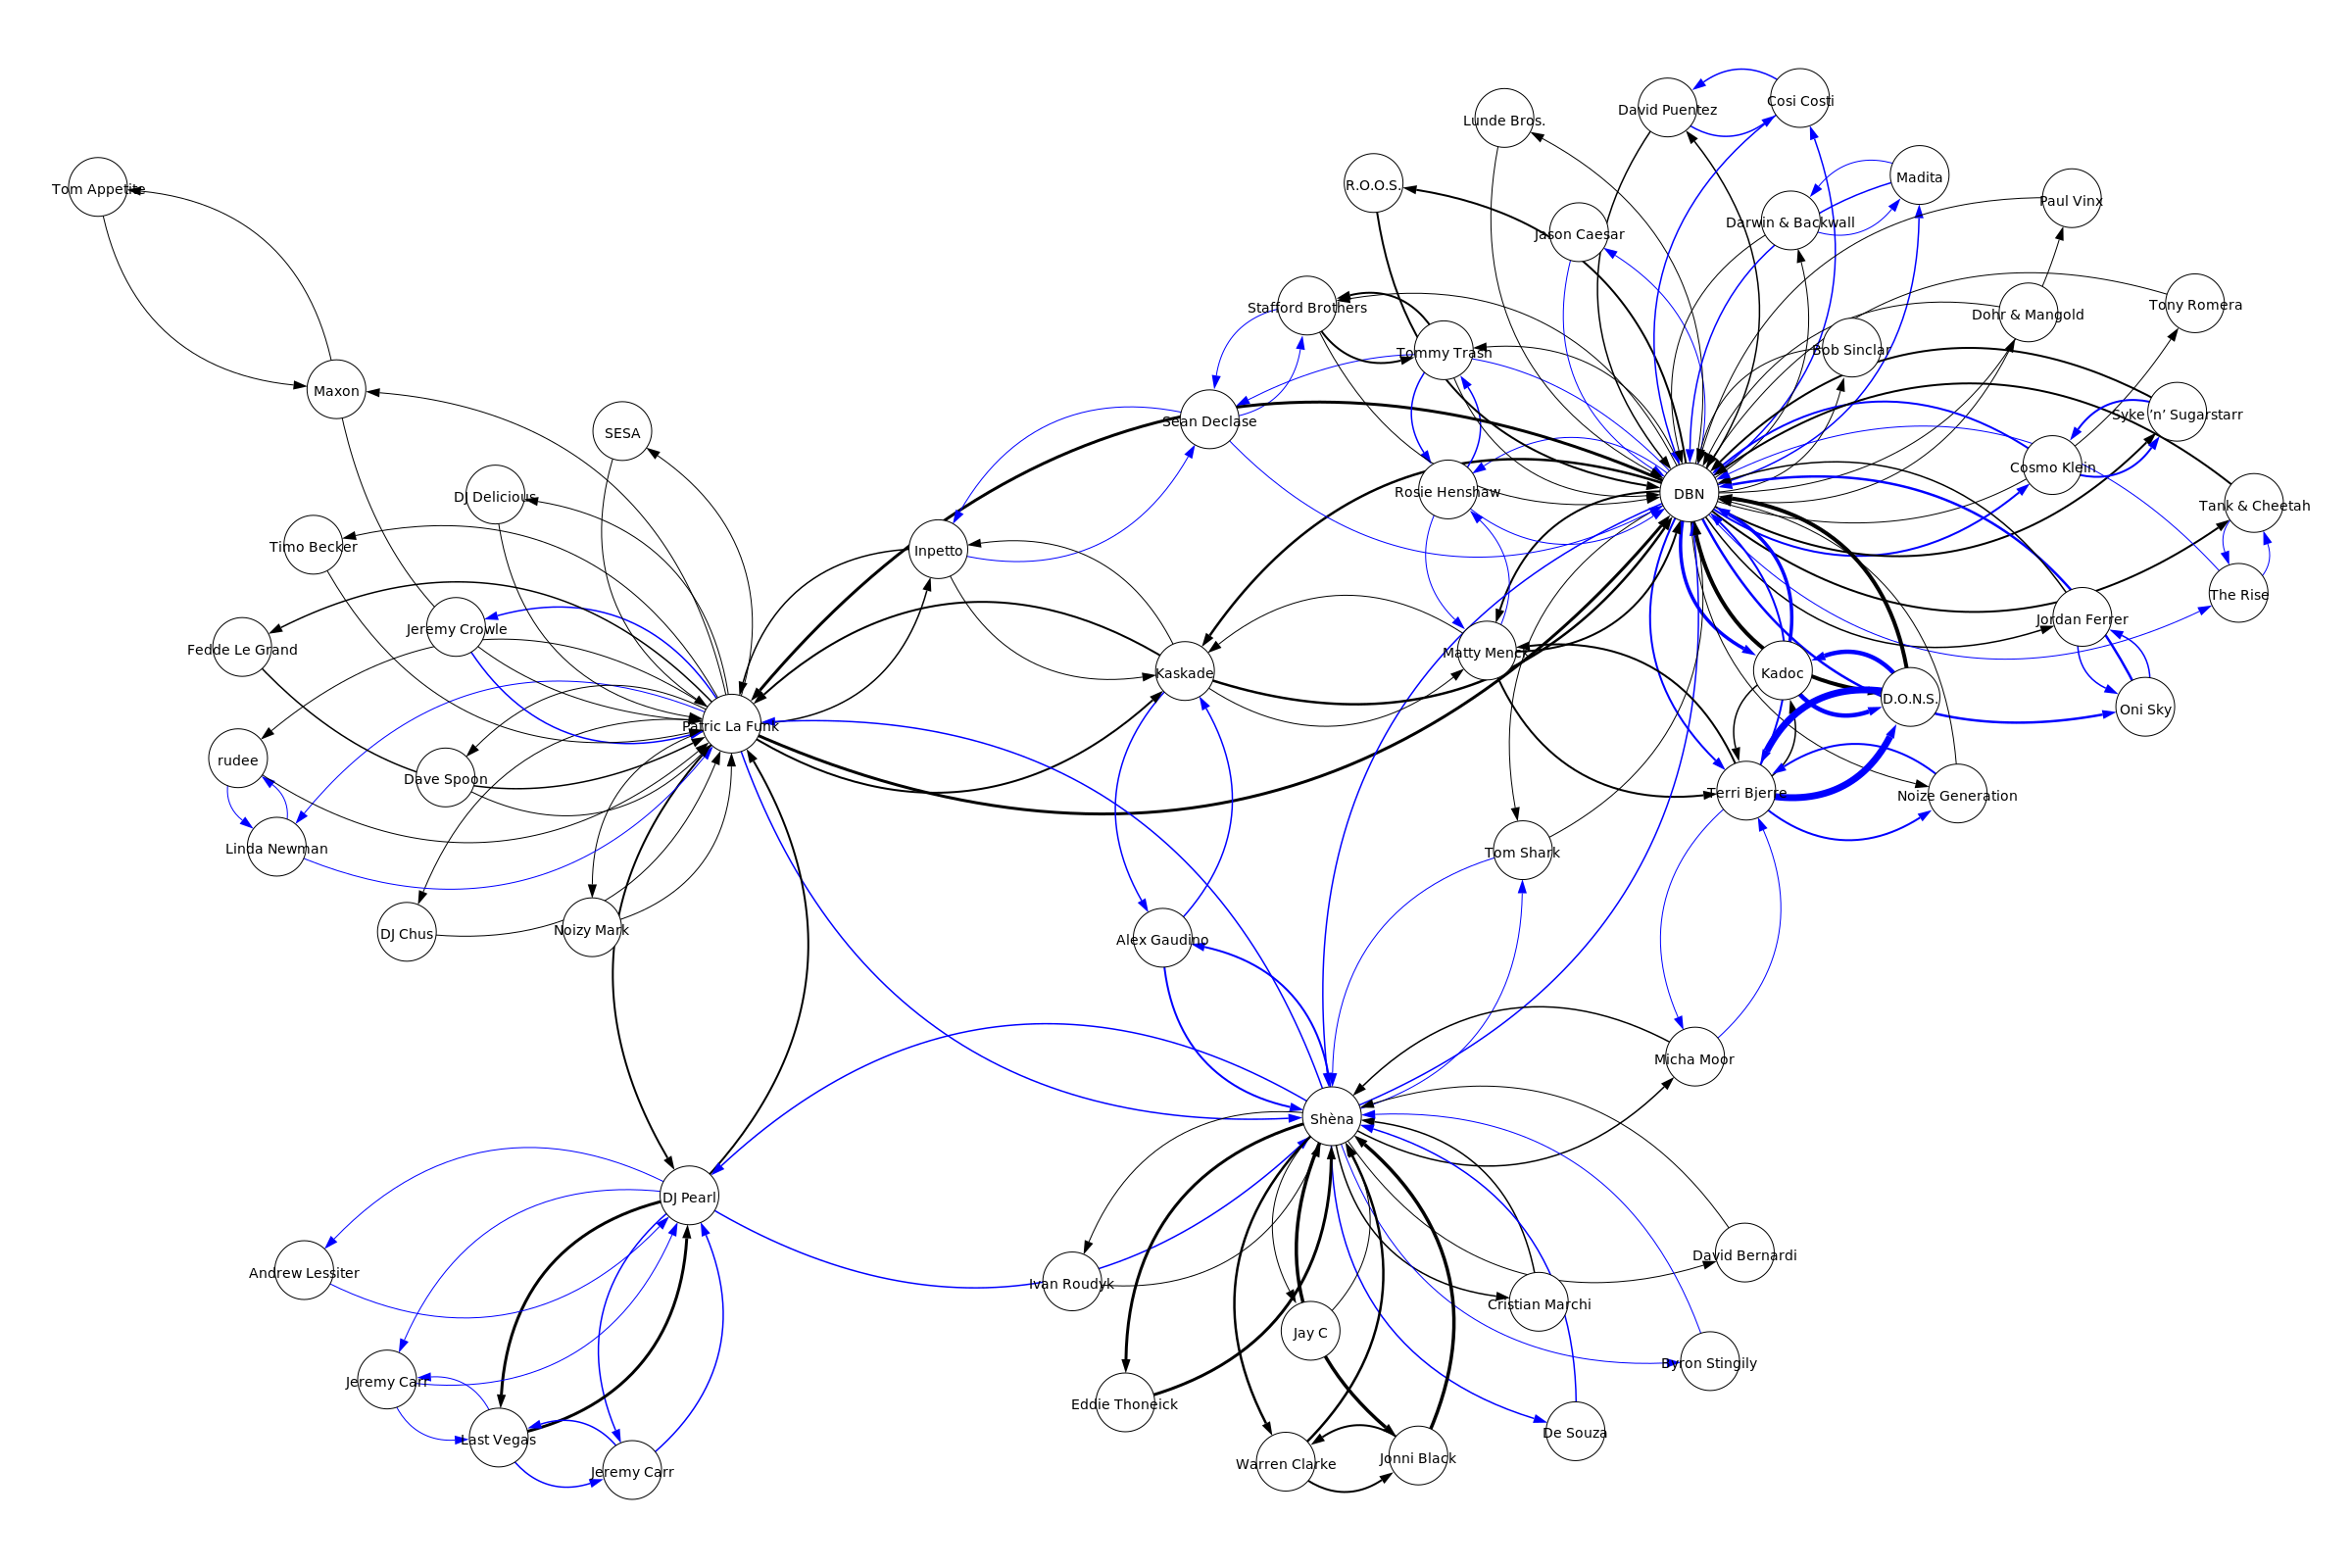 David Puentez
Cosi Costi
Lunde Bros.
Madita
R.O.O.S.
Tom Appetite
Paul Vinx
Darwin & Backwall
Jason Caesar
Tony Romera
Stafford Brothers
Dohr & Mangold
Bob Sinclar
Tommy Trash
Maxon
Syke ’n’ Sugarstarr
Sean Declase
SESA
Cosmo Klein
Rosie Henshaw
DBN
DJ Delicious
Tank & Cheetah
Timo Becker
Inpetto
The Rise
Jordan Ferrer
Jeremy Crowle
Fedde Le Grand
Matty Menck
Kaskade
Kadoc
D.O.N.S.
Oni Sky
Patric La Funk
rudee
Dave Spoon
Terri Bjerre
Noize Generation
Linda Newman
Tom Shark
DJ Chus
Noizy Mark
Alex Gaudino
Micha Moor
Shèna
DJ Pearl
David Bernardi
Andrew Lessiter
Ivan Roudyk
Cristian Marchi
Jay C
Byron Stingily
Jeremy Carr
Eddie Thoneick
De Souza
Last Vegas
Jonni Black
Warren Clarke
Jeremy Carr